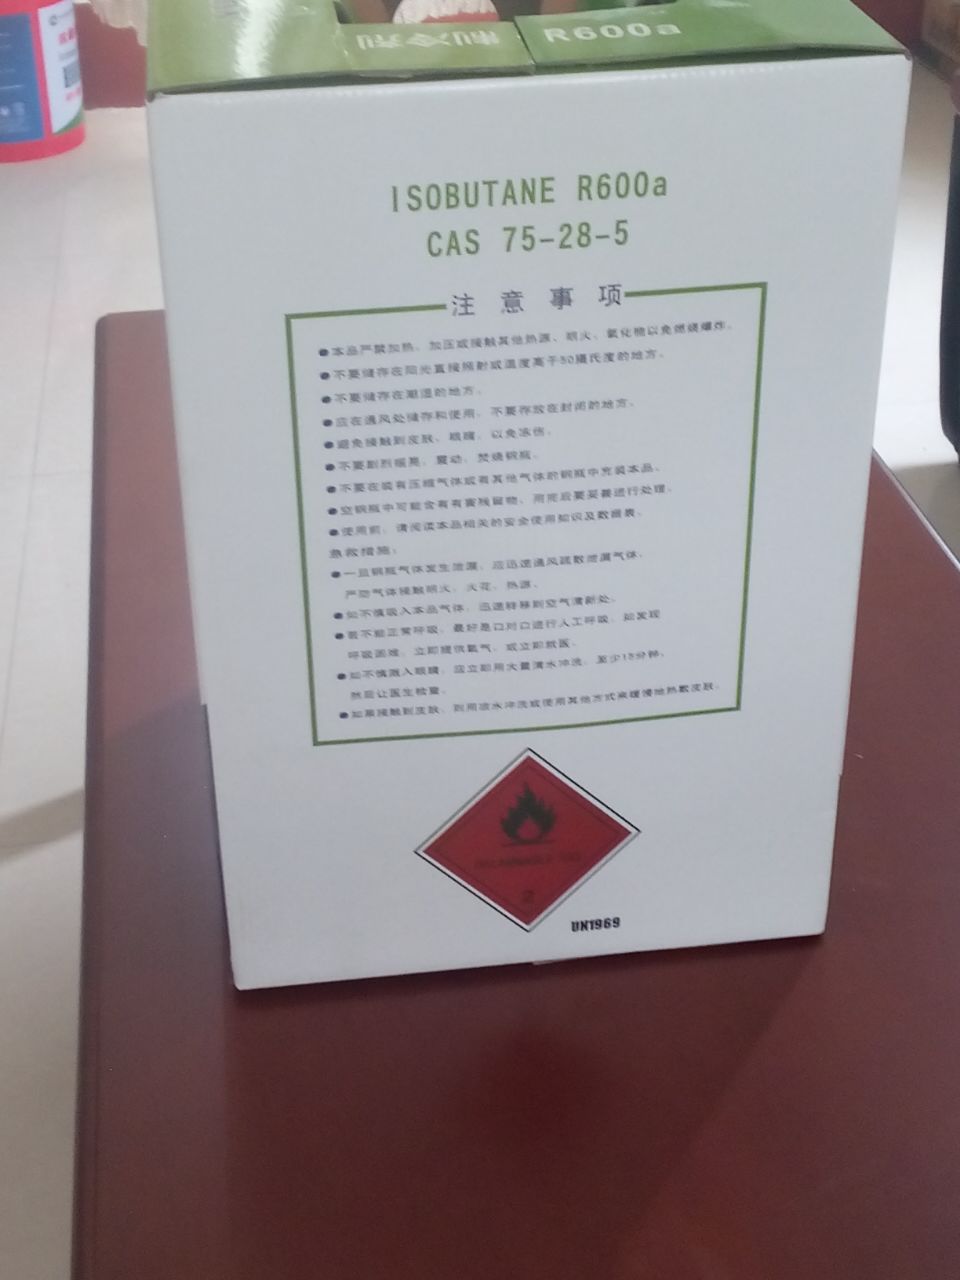 制冷剂
R600a
ISOBUTANE R600a
CAS 75-28-5
注意事项
●本品严禁加热、加压或接触其他热源、明火、氧化物以免燃烧爆炸。
●不要储存在阳光直接照射或温度高于50摄氏度的地方。
●不要储存在潮湿的地方。
●应在通风处储存和使用，不要存放在封闭的地方。
●避免接触到皮肤、眼睛，以免冻伤。
●不要剧烈摇晃、震动、焚烧钢瓶。
●不要在装有压缩气体或有其他气体的钢瓶中充装本品。
●空钢瓶中可能含有有害残留物，用完后要妥善进行处理。
●使用前，请阅读本品相关的安全使用知识及数据表。
急救措施：
●一旦钢瓶气体发生泄漏，应迅速通风疏散泄漏气体，
严防气体接触明火、火花、热源。
●如不慎吸入本品气体，迅速转移到空气清新处。
●若不能正常呼吸，最好是口对口进行人工呼吸，如发现
呼吸困难，立即提供氧气，或立即就医。
●如不慎溅入眼睛，应立即用大量清水冲洗，至少15分钟，
然后让医生检查。
●如果接触到皮肤，则用凉水冲洗或使用其他方式来缓慢地热敷皮肤。
2
UN1969